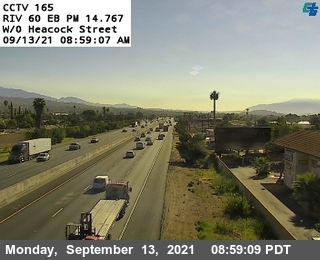 CCTV 165
RIV 60 EB PM 14.767
W/O Heacock Street
09/13/21 08:59:07 AM
Monday, September 13, 2021 08:59:09 PDT